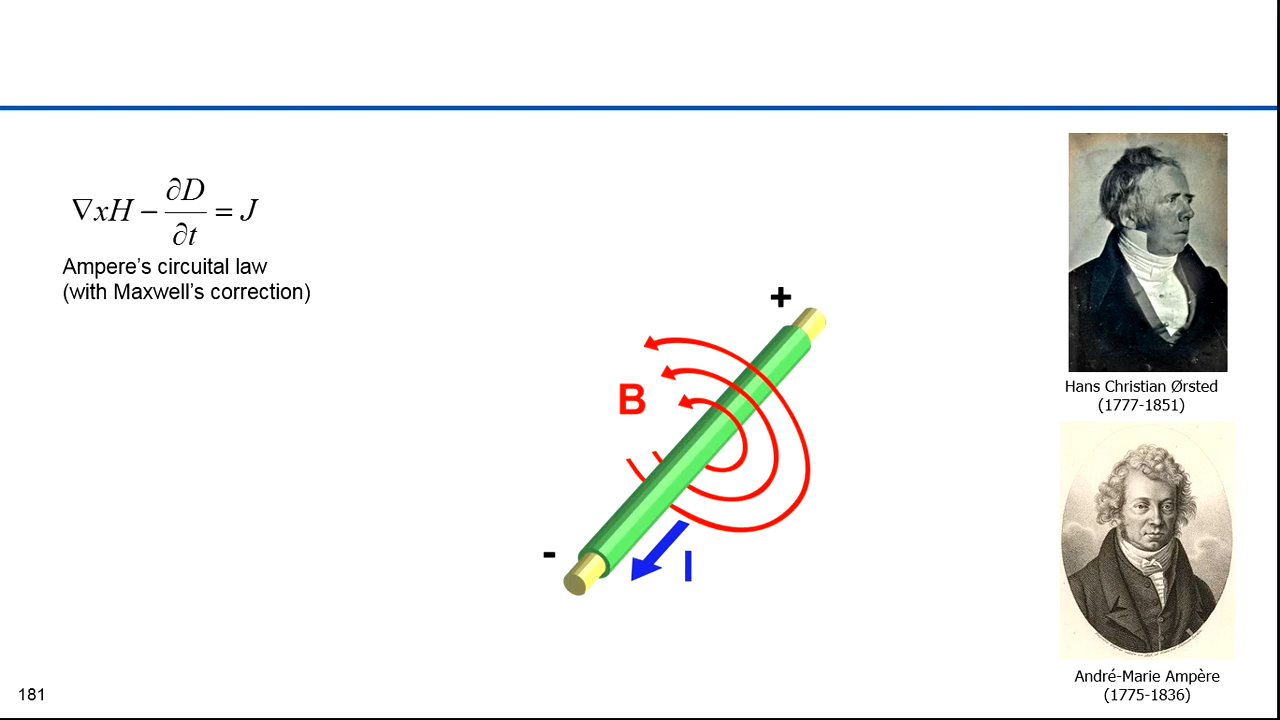 ∇xH − ∂D/∂t = J
Ampere's circuital law
(with Maxwell's correction)
+
B
-
I
Hans Christian Ørsted
(1777-1851)
André-Marie Ampère
(1775-1836)
181